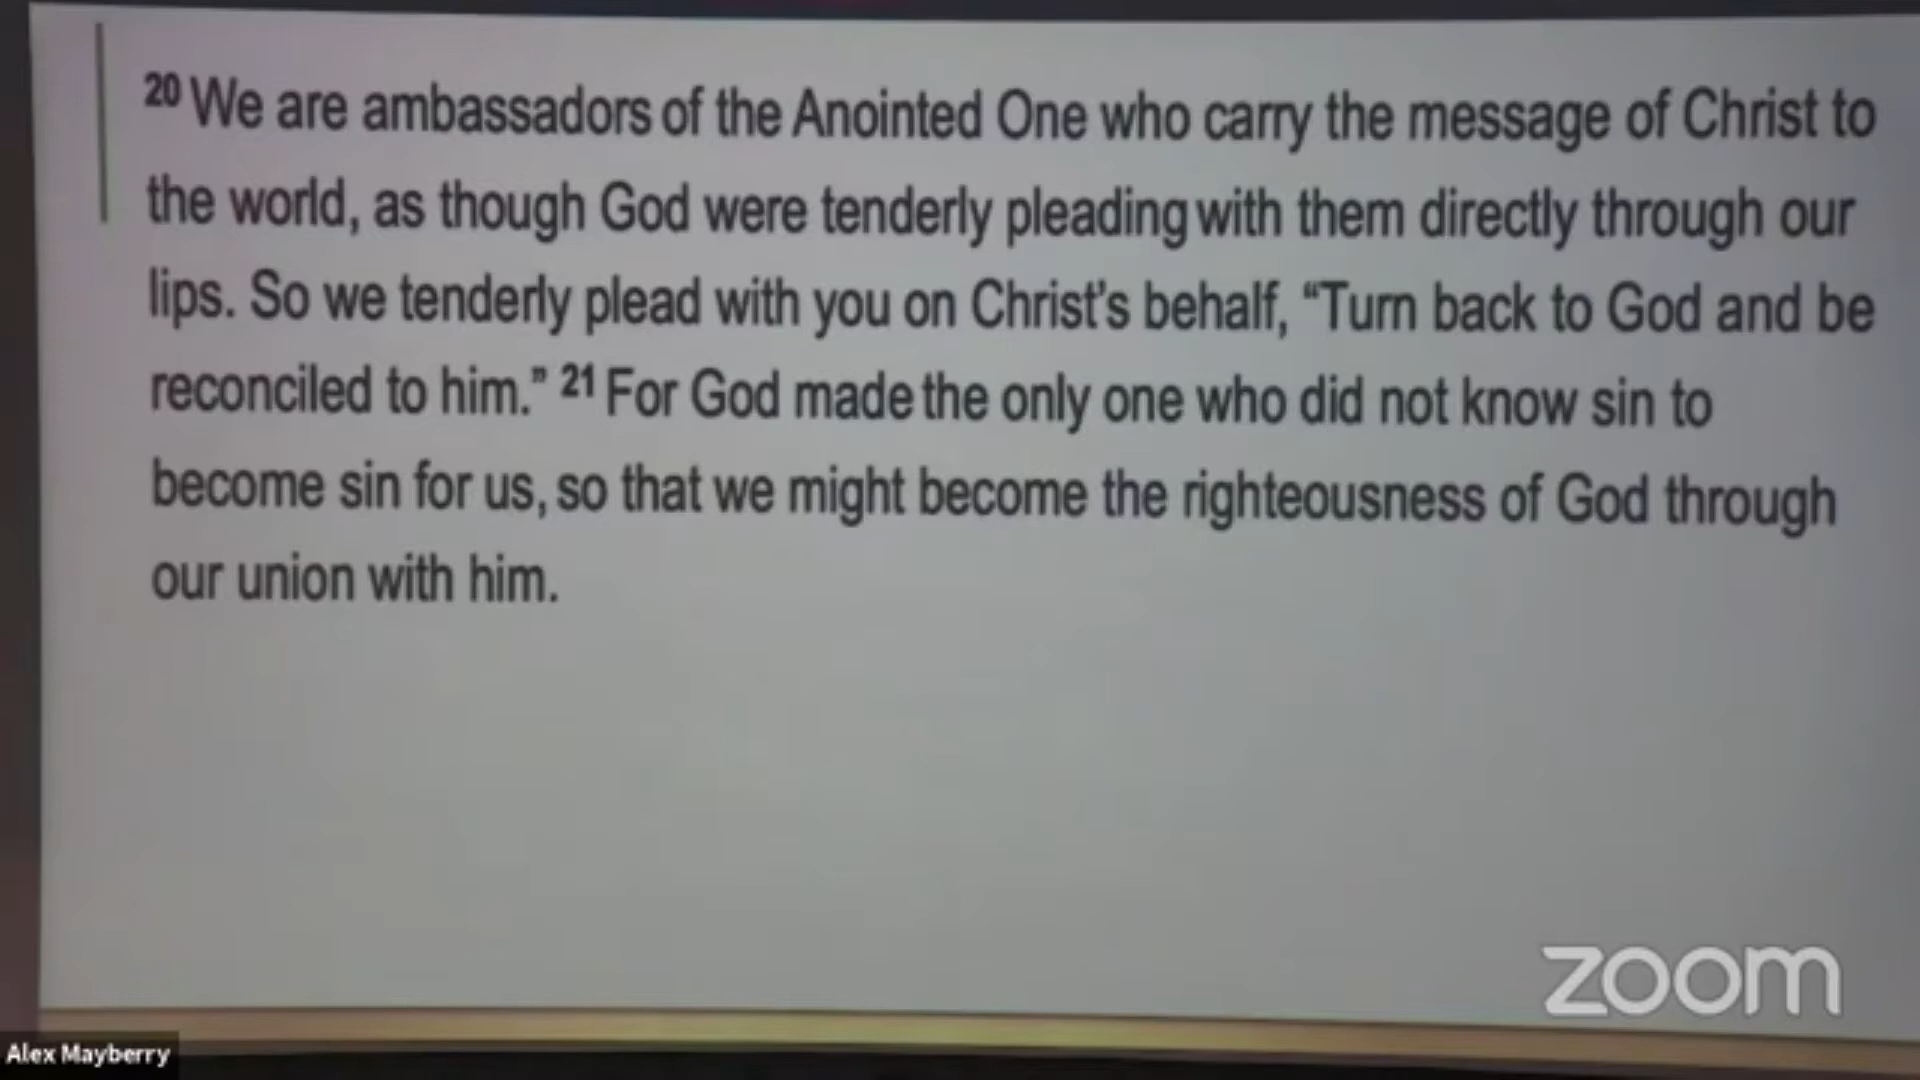 20 We are ambassadors of the Anointed One who carry the message of Christ to
the world, as though God were tenderly pleading with them directly through our
lips. So we tenderly plead with you on Christ's behalf, “Turn back to God and be
reconciled to him.” 21 For God made the only one who did not know sin to
become sin for us, so that we might become the righteousness of God through
our union with him.
zoom
Alex Mayberry